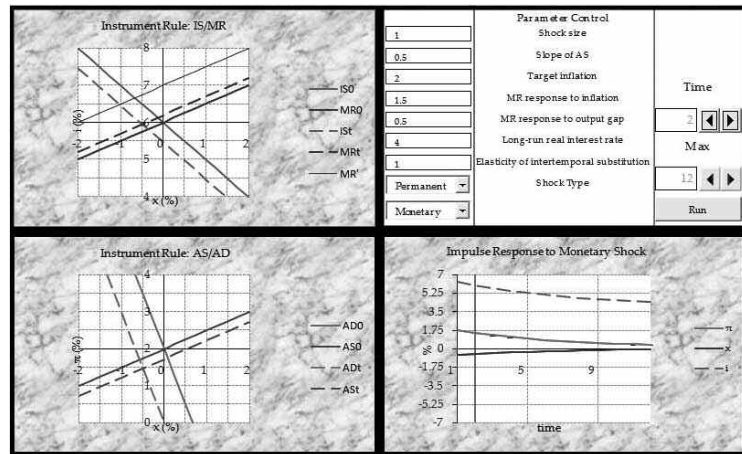 Instrument Rule: IS/MR
8
7
6
5
4
i (%)
-2
-1
0
1
2
x (%)
IS0
MR0
ISt
MRt
MR'
Parameter Control
1 Shock size
0.5 Slope of AS
2 Target inflation
1.5 MR response to inflation
0.5 MR response to output gap
4 Long-run real interest rate
1 Elasticity of intertemporal substitution
Permanent Shock Type
Monetary
Time
2
Max
12
Run
Instrument Rule: AS/AD
4
3
2
1
0
π (%)
-2
-1
0
1
2
x (%)
AD0
AS0
ADt
ASt
Impulse Response to Monetary Shock
7
5.25
3.5
1.75
0
-1.75
-3.5
-5.25
-7
%
1
5
9
time
π
x
i